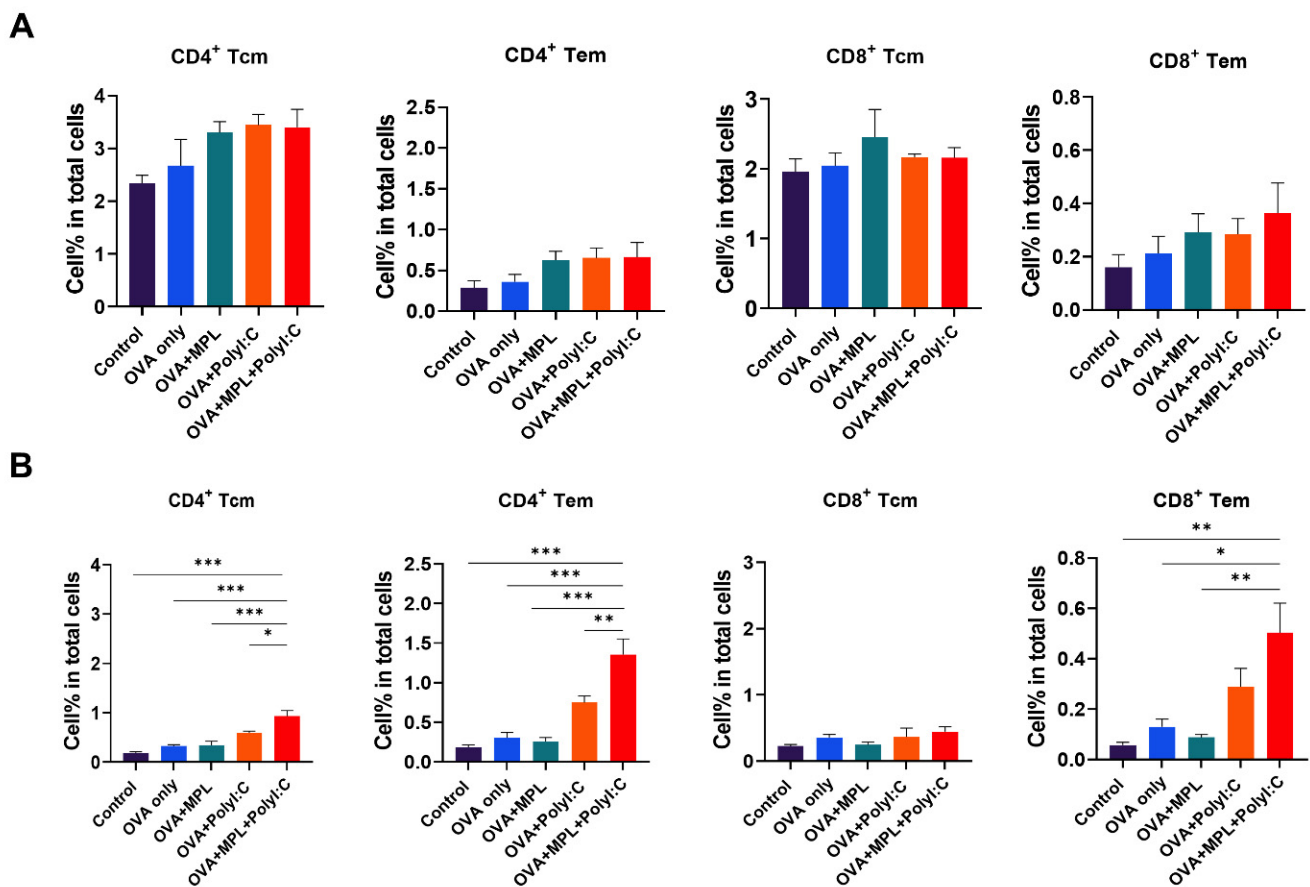 A
CD4+ Tcm
Cell% in total cells
4
3
2
1
0
Control
OVA only
OVA+MPL
OVA+PolyI:C
OVA+MPL+PolyI:C
CD4+ Tem
Cell% in total cells
2.5
2.0
1.5
1.0
0.5
0.0
Control
OVA only
OVA+MPL
OVA+PolyI:C
OVA+MPL+PolyI:C
CD8+ Tcm
Cell% in total cells
3
2
1
0
Control
OVA only
OVA+MPL
OVA+PolyI:C
OVA+MPL+PolyI:C
CD8+ Tem
Cell% in total cells
0.8
0.6
0.4
0.2
0.0
Control
OVA only
OVA+MPL
OVA+PolyI:C
OVA+MPL+PolyI:C
B
CD4+ Tcm
Cell% in total cells
4
3
2
1
0
***
***
***
*
Control
OVA only
OVA+MPL
OVA+PolyI:C
OVA+MPL+PolyI:C
CD4+ Tem
Cell% in total cells
2.5
2.0
1.5
1.0
0.5
0.0
***
***
***
**
Control
OVA only
OVA+MPL
OVA+PolyI:C
OVA+MPL+PolyI:C
CD8+ Tcm
Cell% in total cells
3
2
1
0
Control
OVA only
OVA+MPL
OVA+PolyI:C
OVA+MPL+PolyI:C
CD8+ Tem
Cell% in total cells
0.8
0.6
0.4
0.2
0.0
**
*
**
Control
OVA only
OVA+MPL
OVA+PolyI:C
OVA+MPL+PolyI:C